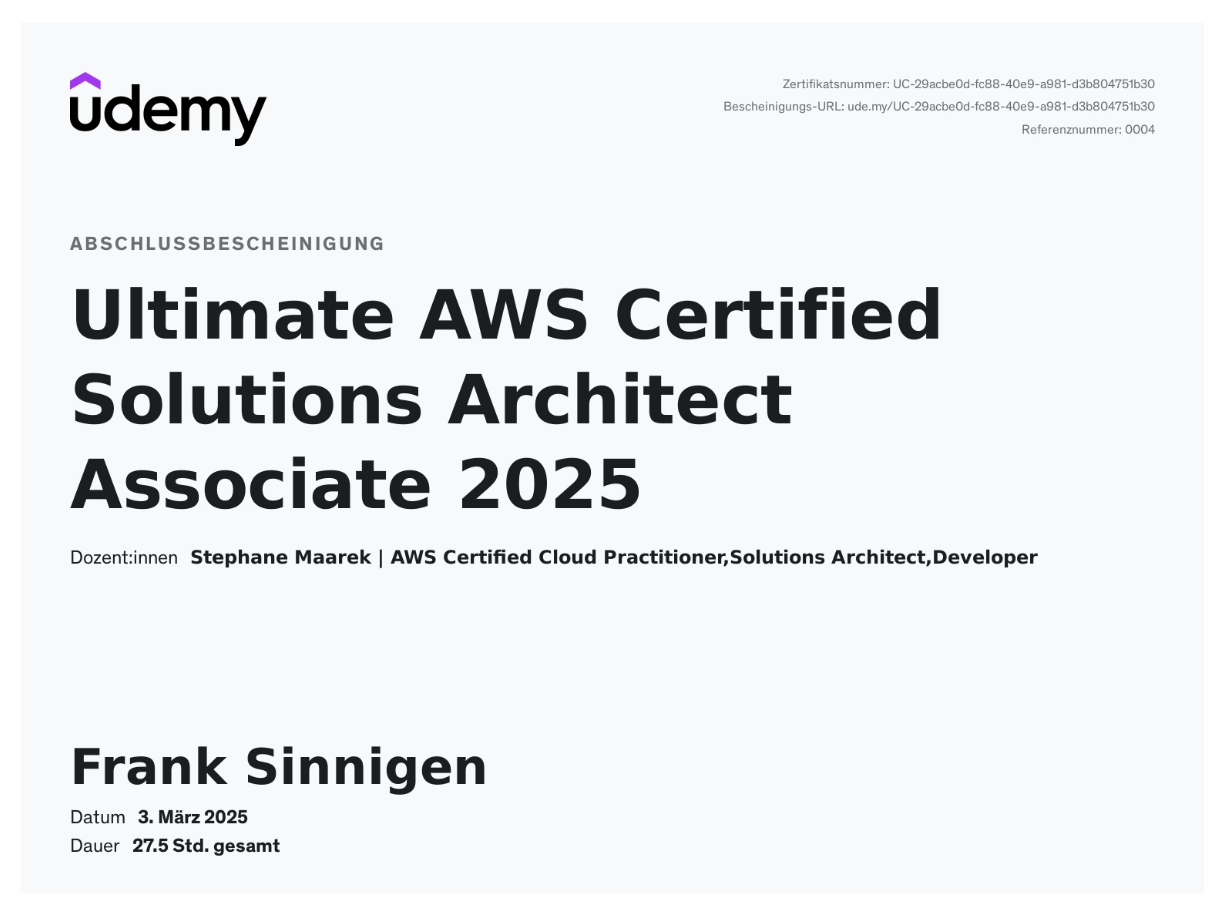 udemy
Zertifikatsnummer: UC-29acbe0d-fc88-40e9-a981-d3b804751b30
Bescheinigungs-URL: ude.my/UC-29acbe0d-fc88-40e9-a981-d3b804751b30
Referenznummer: 0004
ABSCHLUSSBESCHEINIGUNG
Ultimate AWS Certified
Solutions Architect
Associate 2025
Dozent:innen Stephane Maarek | AWS Certified Cloud Practitioner,Solutions Architect,Developer
Frank Sinnigen
Datum 3. März 2025
Dauer 27.5 Std. gesamt